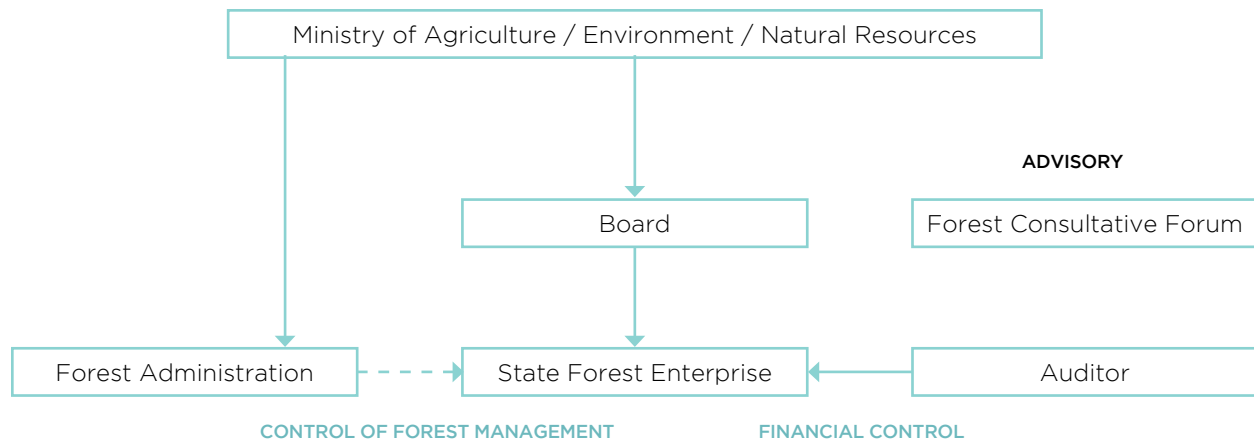 Ministry of Agriculture / Environment / Natural Resources
ADVISORY
Board
Forest Consultative Forum
Forest Administration
State Forest Enterprise
Auditor
CONTROL OF FOREST MANAGEMENT
FINANCIAL CONTROL